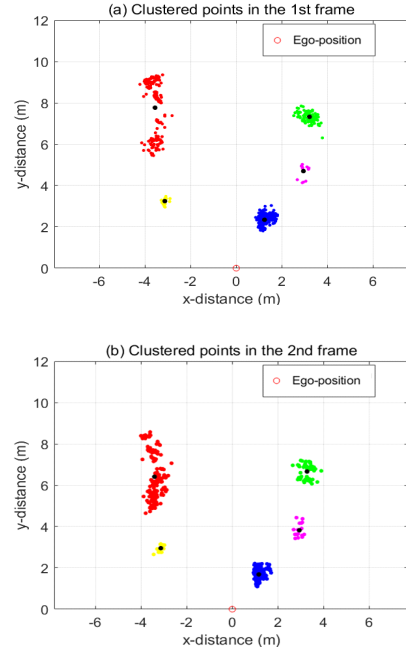 (a) Clustered points in the 1st frame
Ego-position
12
10
8
6
4
2
0
y-distance (m)
-6 -4 -2 0 2 4 6
x-distance (m)
(b) Clustered points in the 2nd frame
Ego-position
12
10
8
6
4
2
0
y-distance (m)
-6 -4 -2 0 2 4 6
x-distance (m)